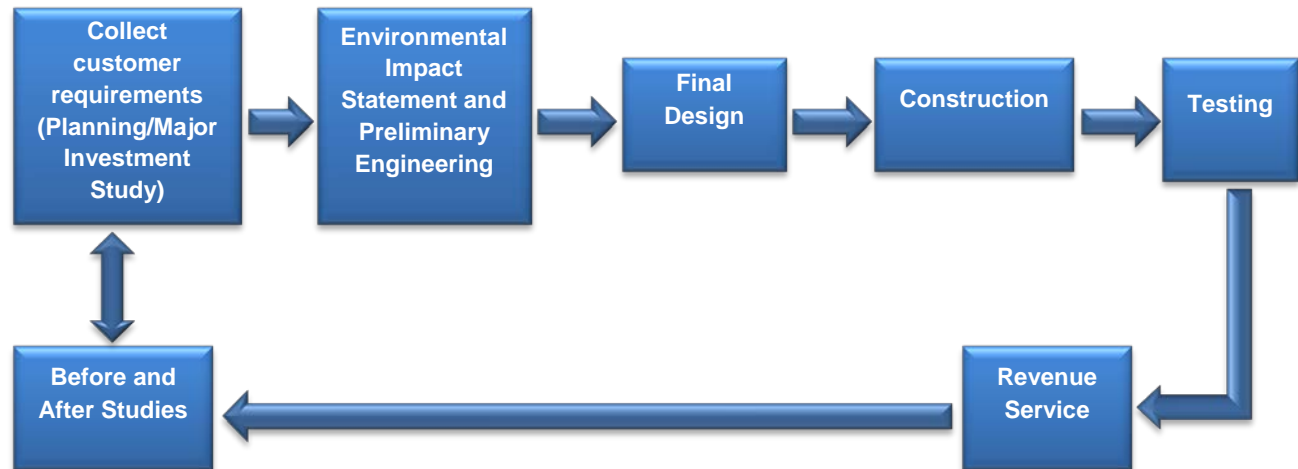 Collect
customer
requirements
(Planning/Major
Investment
Study)
Environmental
Impact
Statement and
Preliminary
Engineering
Final
Design
Construction
Testing
Before and
After Studies
Revenue
Service